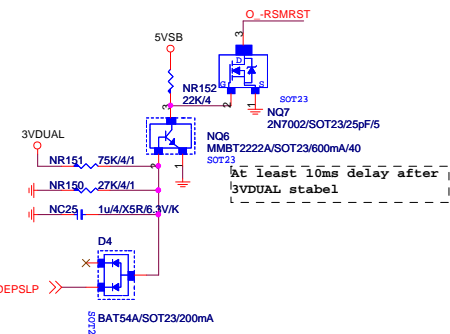 O_-RSMRST
5VSB
3
D
G
S
NR152
22K/4
2
1
SOT23
NQ7
2N7002/SOT23/25pF/5
3
NQ6
MMBT2222A/SOT23/600mA/40
SOT23
2
1
3VDUAL
NR151 75K/4/1
NR150 27K/4/1
NC25 1u/4/X5R/6.3V/K
At least 10ms delay after
3VDUAL stabel
D4
DEPSLP
BAT54A/SOT23/200mA